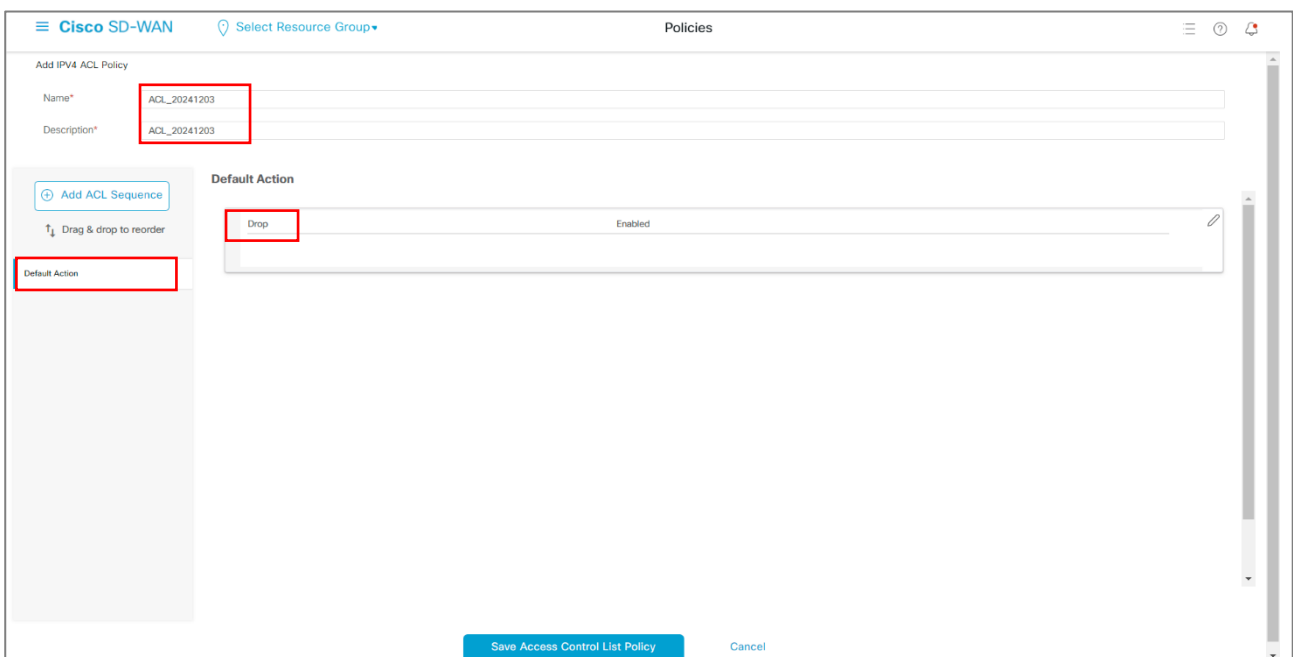 Cisco SD-WAN
Select Resource Group
Policies
Add IPV4 ACL Policy
Name* ACL_20241203
Description* ACL_20241203
Add ACL Sequence
Drag & drop to reorder
Default Action
Default Action
Drop Enabled
Save Access Control List Policy Cancel